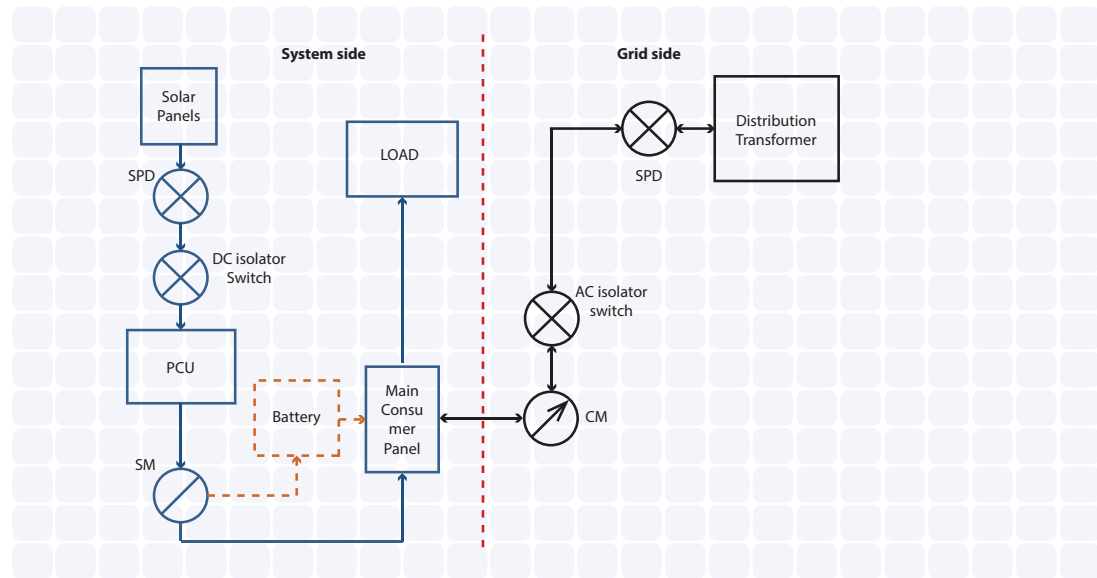 System side
Grid side
Solar
Panels
SPD
LOAD
DC isolator
Switch
PCU
Battery
Main
Consu
mer
Panel
SM
SPD
Distribution
Transformer
AC isolator
switch
CM